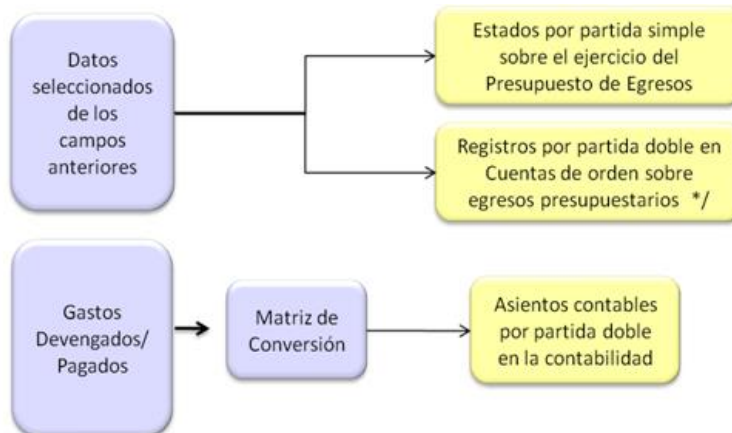 Datos
seleccionados
de los
campos
anteriores
Estados por partida simple
sobre el ejercicio del
Presupuesto de Egresos
Registros por partida doble en
Cuentas de orden sobre
egresos presupuestarios */
Gastos
Devengados/
Pagados
Matriz de
Conversión
Asientos contables
por partida doble
en la contabilidad